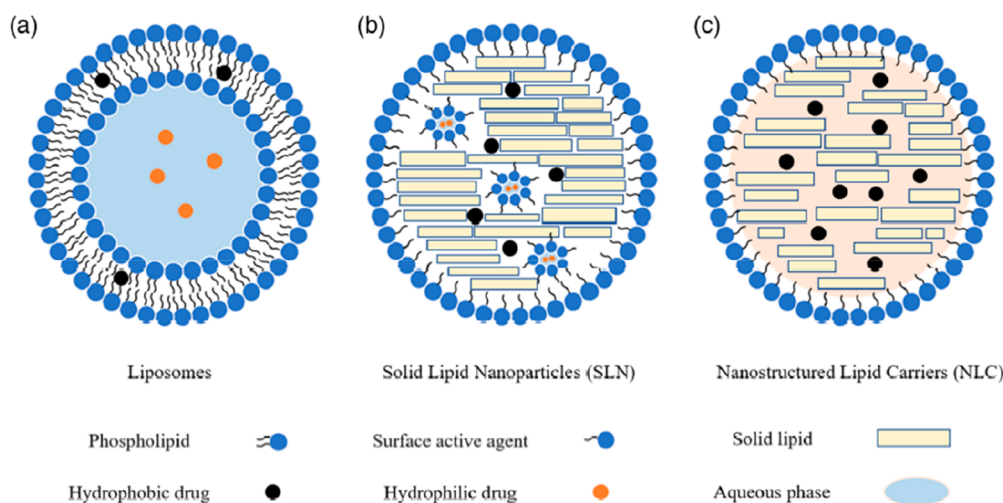 (a)
(b)
(c)
Liposomes
Solid Lipid Nanoparticles (SLN)
Nanostructured Lipid Carriers (NLC)
Phospholipid
Surface active agent
Solid lipid
Hydrophobic drug
Hydrophilic drug
Aqueous phase